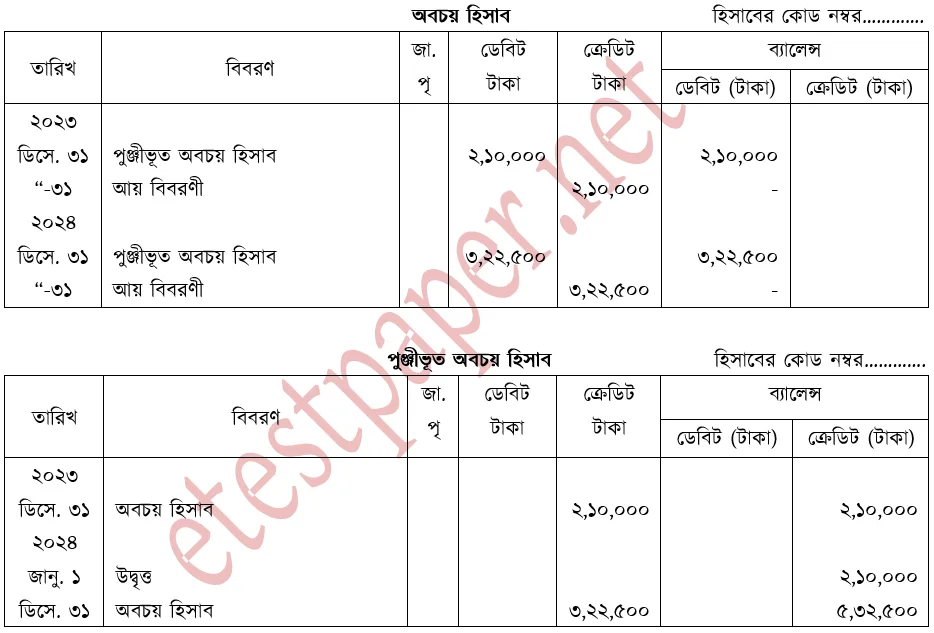 অবচয় হিসাব হিসাবের কোড নম্বর.............
তারিখ বিবরণ জা. পৃ ডেবিট টাকা ক্রেডিট টাকা ব্যালেন্স
ডেবিট (টাকা) ক্রেডিট (টাকা)
২০২৩
ডিসে. ৩১ পুঞ্জীভূত অবচয় হিসাব ২,১০,০০০ ২,১০,০০০
“-৩১ আয় বিবরণী ২,১০,০০০ -
২০২৪
ডিসে. ৩১ পুঞ্জীভূত অবচয় হিসাব ৩,২২,৫০০ ৩,২২,৫০০
“-৩১ আয় বিবরণী ৩,২২,৫০০ -
পুঞ্জীভূত অবচয় হিসাব হিসাবের কোড নম্বর.............
তারিখ বিবরণ জা. পৃ ডেবিট টাকা ক্রেডিট টাকা ব্যালেন্স
ডেবিট (টাকা) ক্রেডিট (টাকা)
২০২৩
ডিসে. ৩১ অবচয় হিসাব ২,১০,০০০ ২,১০,০০০
২০২৪
জানু. ১ উদ্বৃত্ত ২,১০,০০০
ডিসে. ৩১ অবচয় হিসাব ৩,২২,৫০০ ৫,৩২,৫০০
etestpaper.net